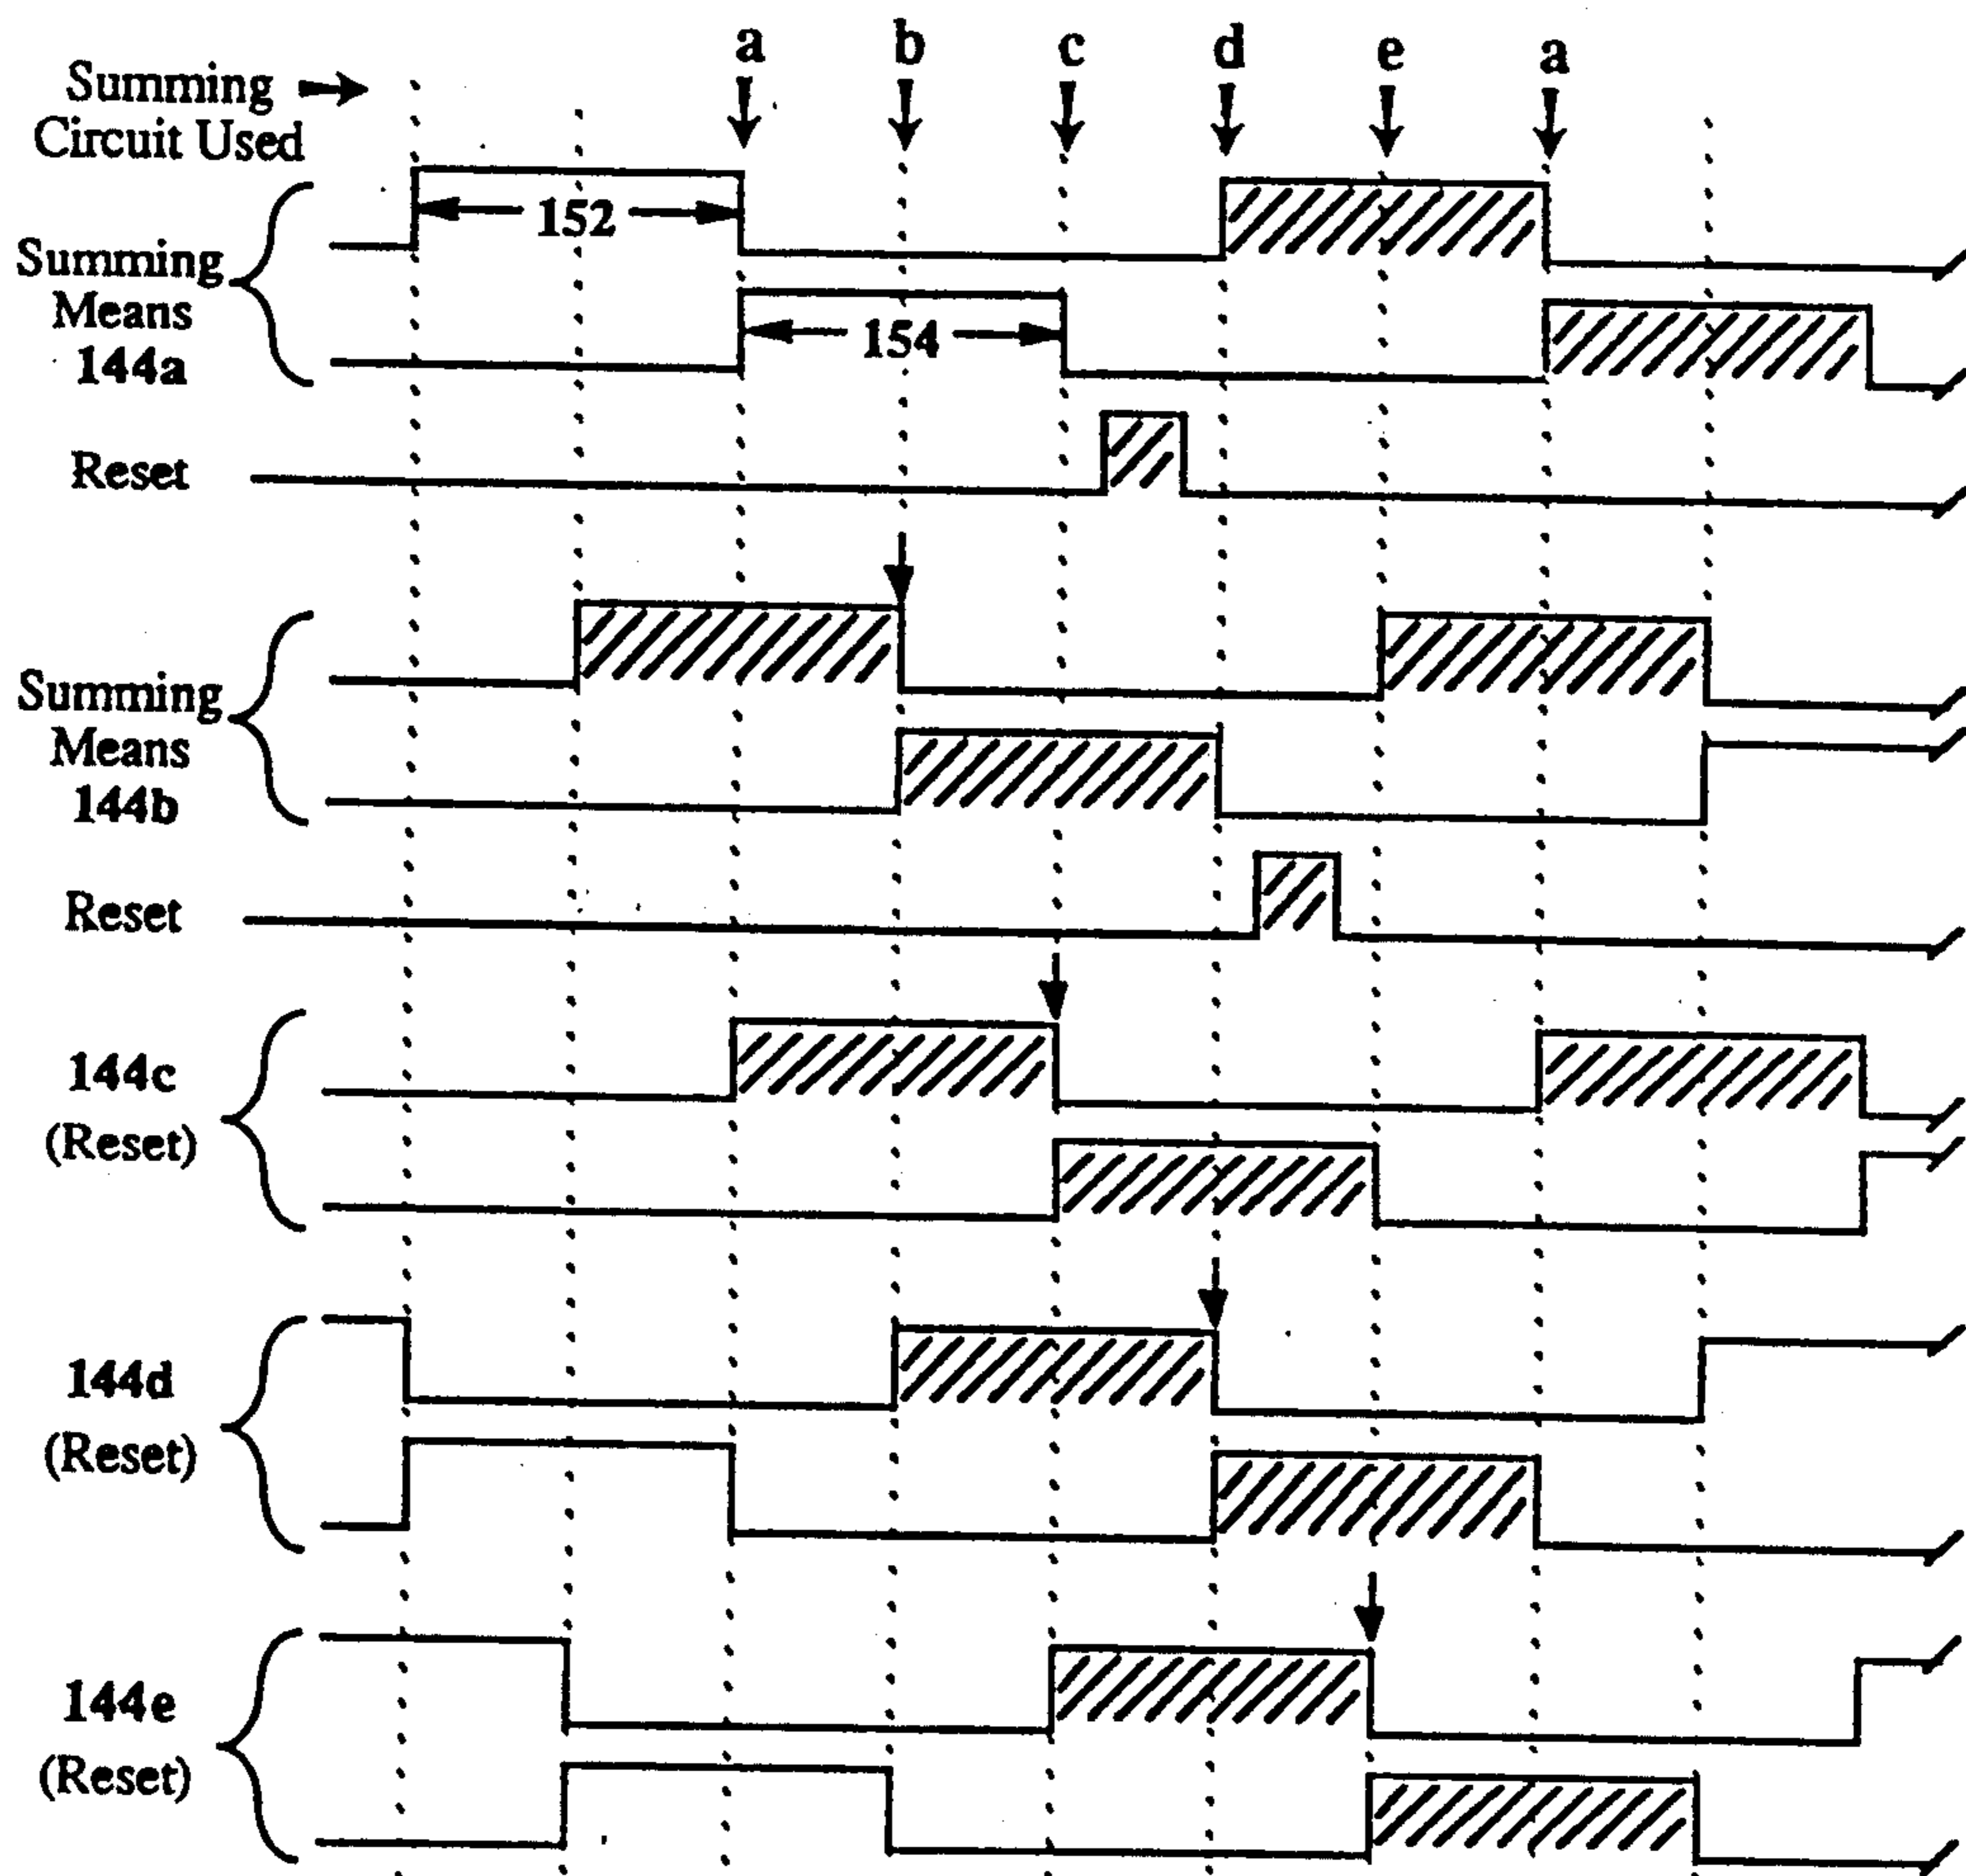 a b c d e a
Summing
Circuit Used
152
Summing
Means
144a
154
Reset
Summing
Means
144b
Reset
144c
(Reset)
144d
(Reset)
144e
(Reset)